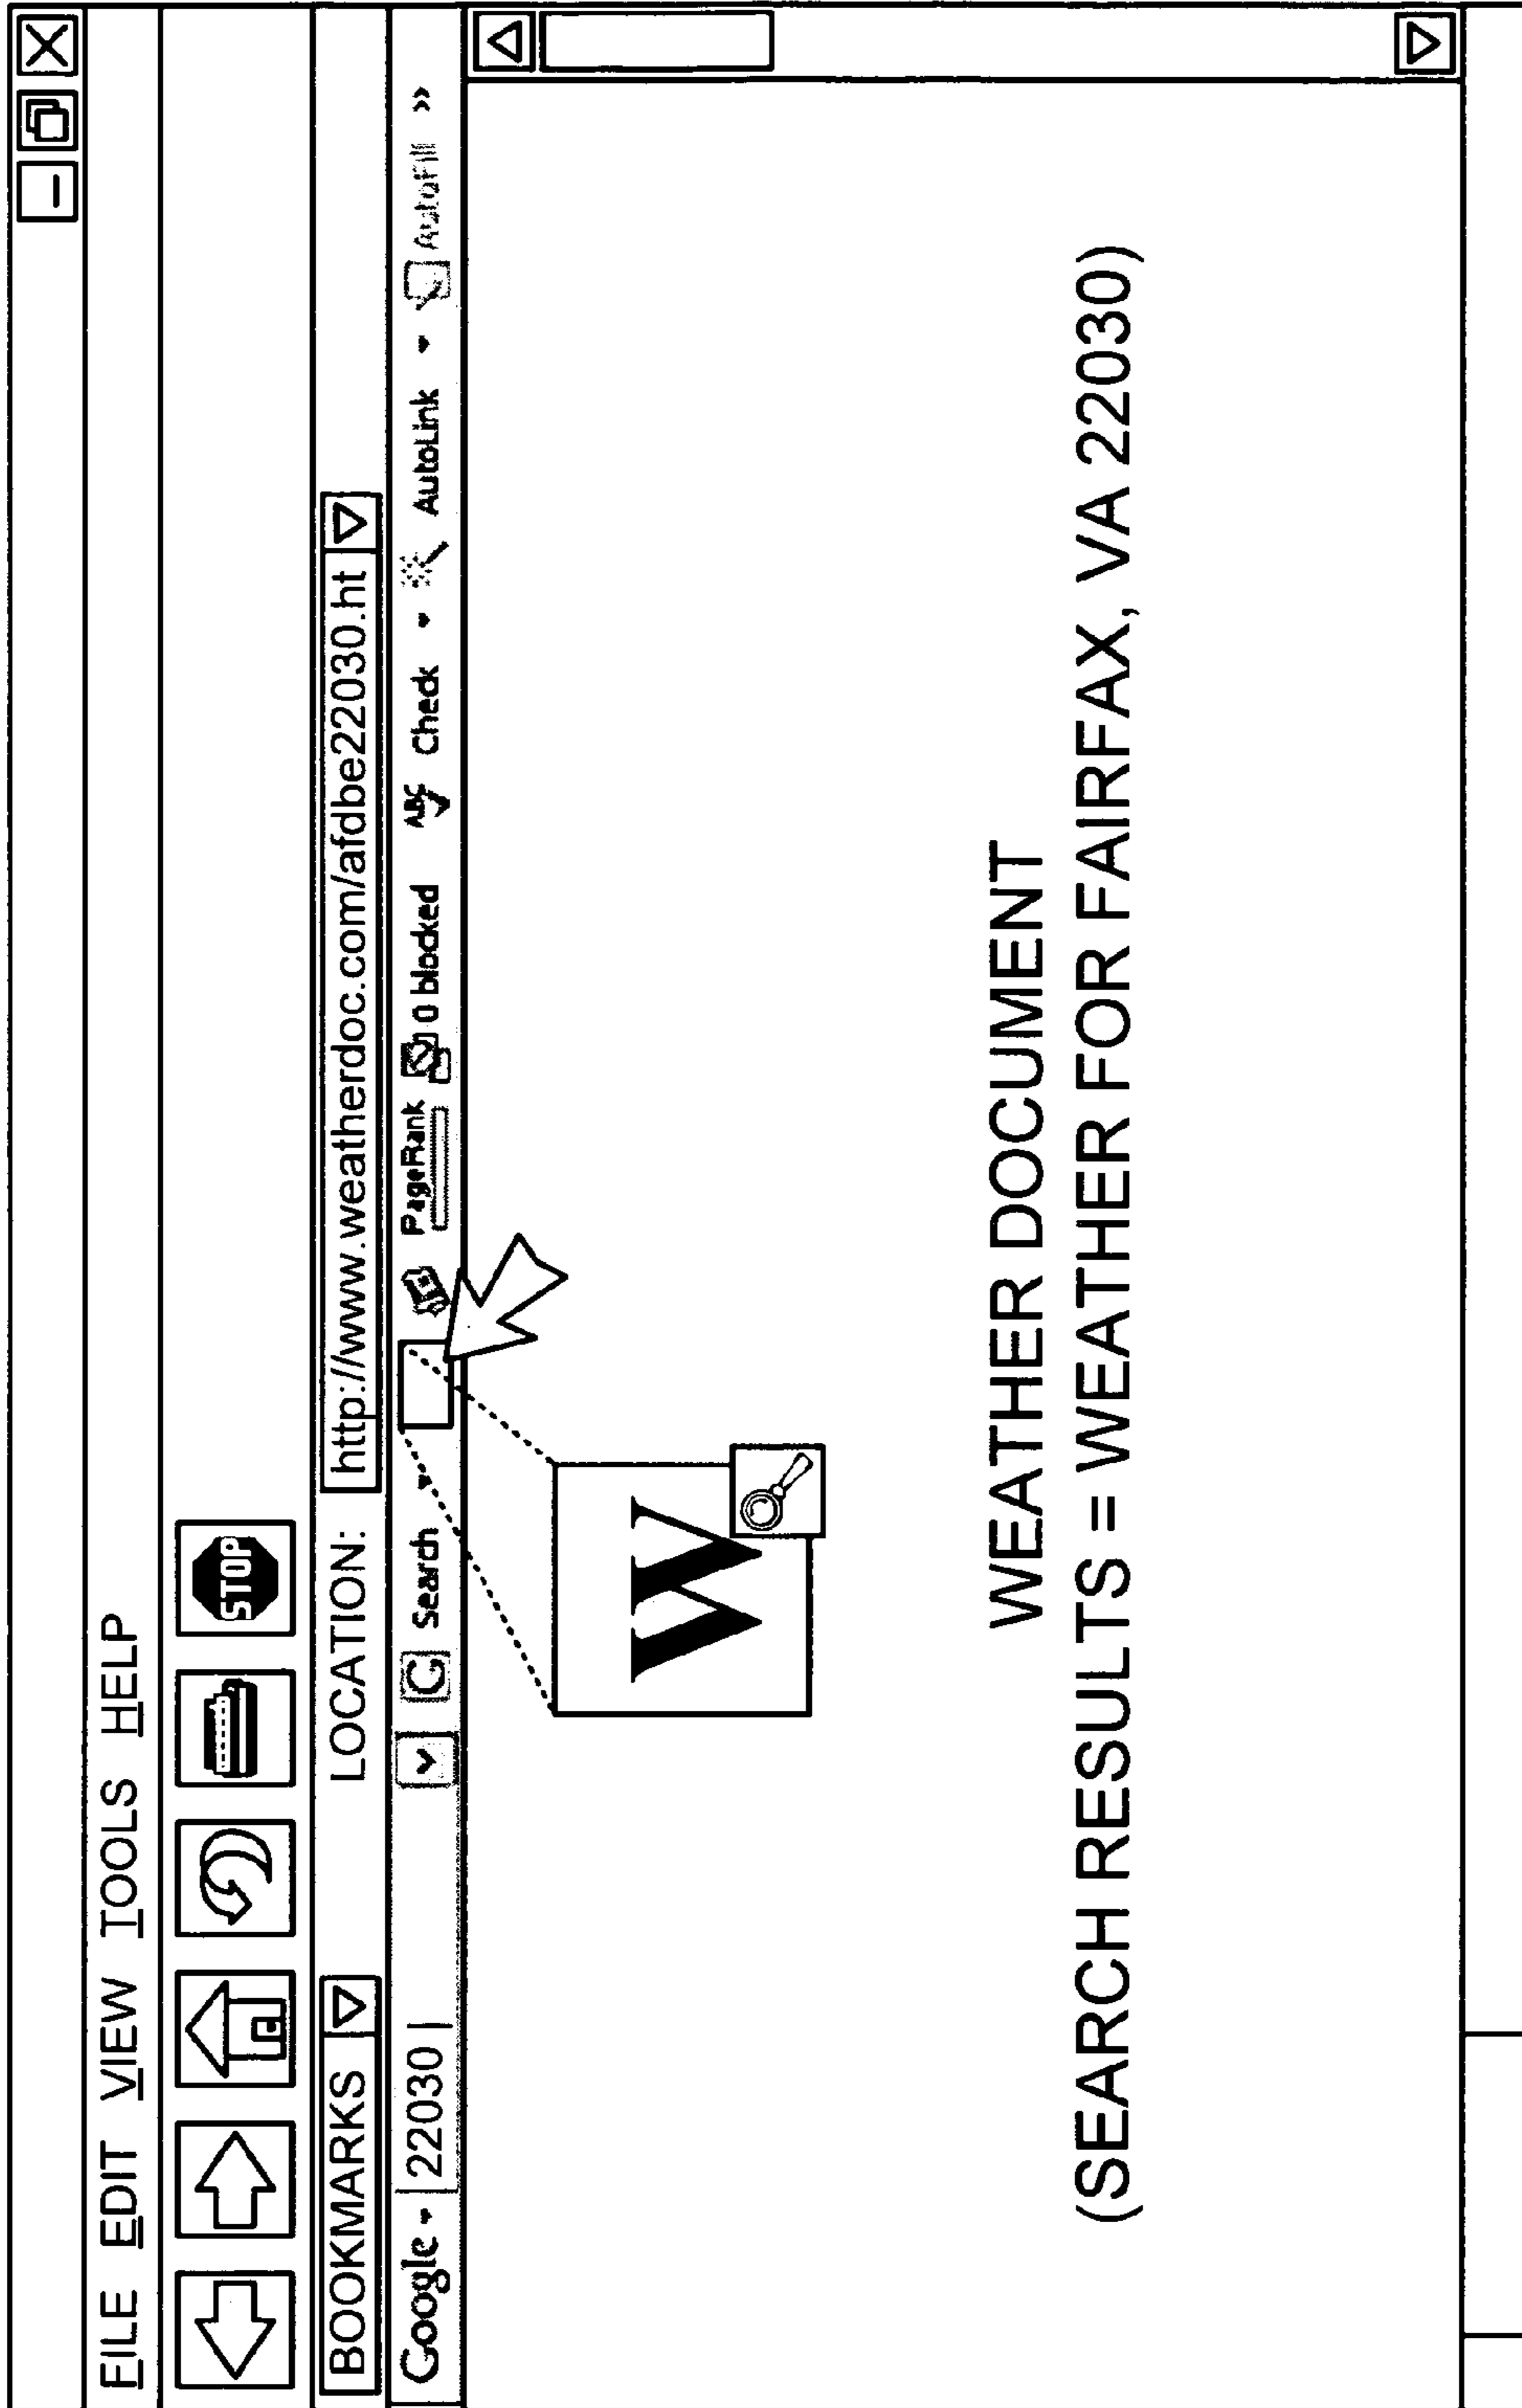 FILE EDIT VIEW TOOLS HELP
STOP
BOOKMARKS LOCATION: http://www.weatherdoc.com/afdbe22030.ht
Google 22030 G Search PageRank 0 blocked ABC Check AutoLink AutoFill »
W
WEATHER DOCUMENT
(SEARCH RESULTS = WEATHER FOR FAIRFAX, VA 22030)